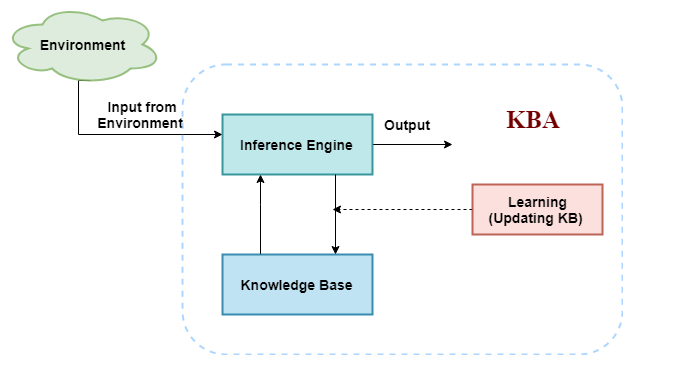 Environment
Input from
Environment
Inference Engine
Output
KBA
Learning
(Updating KB)
Knowledge Base